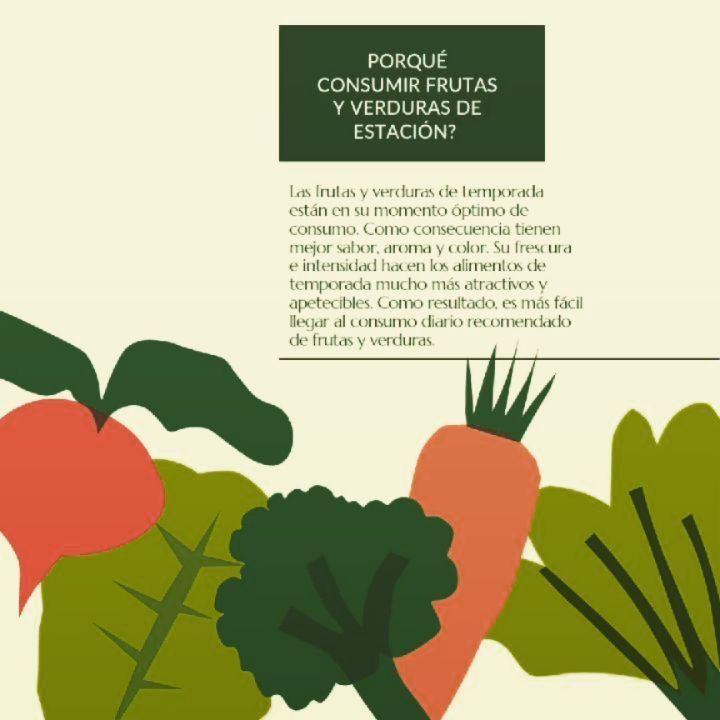 PORQUÉ
CONSUMIR FRUTAS
Y VERDURAS DE
ESTACIÓN?
Las frutas y verduras de temporada
están en su momento óptimo de
consumo. Como consecuencia tienen
mejor sabor, aroma y color. Su frescura
e intensidad hacen los alimentos de
temporada mucho más atractivos y
apetecibles. Como resultado, es más fácil
llegar al consumo diario recomendado
de frutas y verduras.